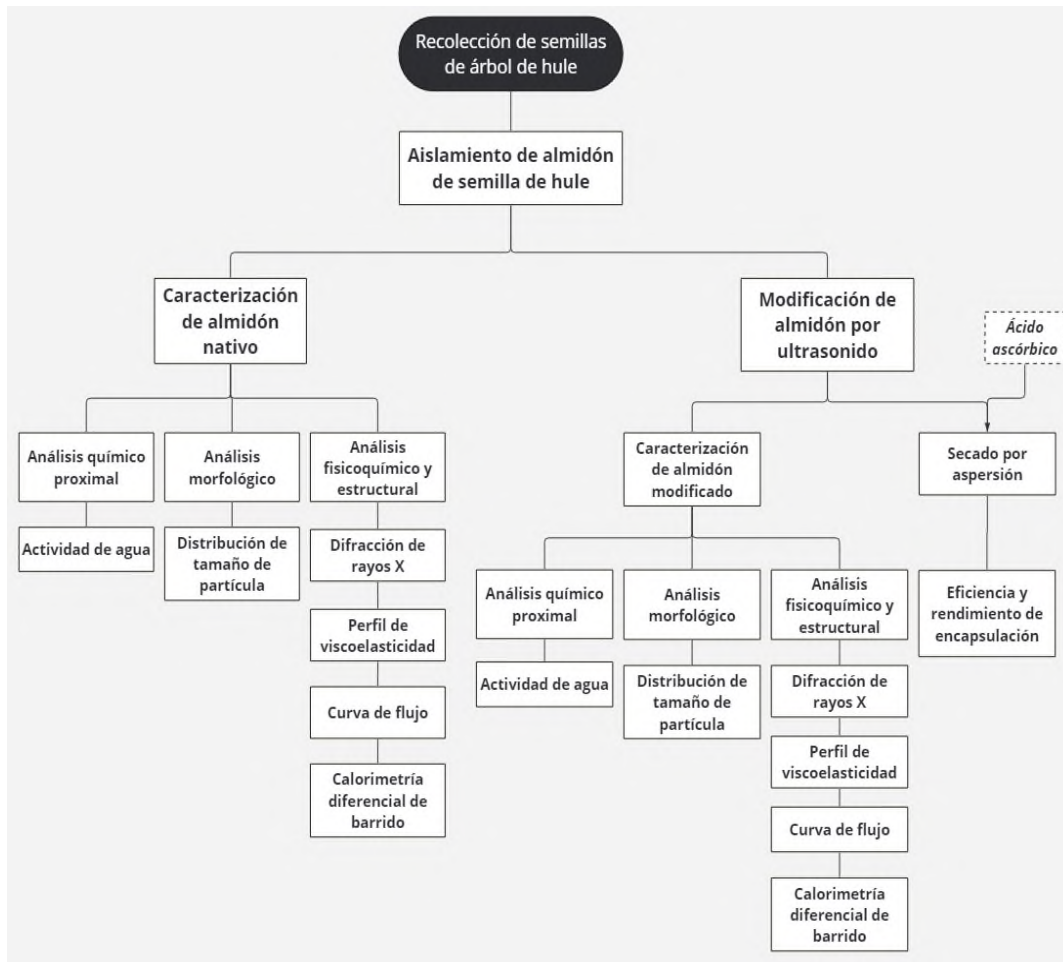 Recolección de semillas
de árbol de hule
Aislamiento de almidón
de semilla de hule
Caracterización
de almidón
nativo
Modificación de
almidón por
ultrasonido
Ácido
ascórbico
Análisis químico
proximal
Análisis
morfológico
Análisis
fisicoquímico y
estructural
Caracterización
de almidón
modificado
Secado por
aspersión
Actividad de agua
Distribución de
tamaño de
partícula
Difracción de
rayos X
Perfil de
viscoelasticidad
Curva de flujo
Calorimetría
diferencial de
barrido
Análisis químico
proximal
Análisis
morfológico
Análisis
fisicoquímico y
estructural
Eficiencia y
rendimiento de
encapsulación
Actividad de agua
Distribución de
tamaño de
partícula
Difracción de
rayos X
Perfil de
viscoelasticidad
Curva de flujo
Calorimetría
diferencial de
barrido